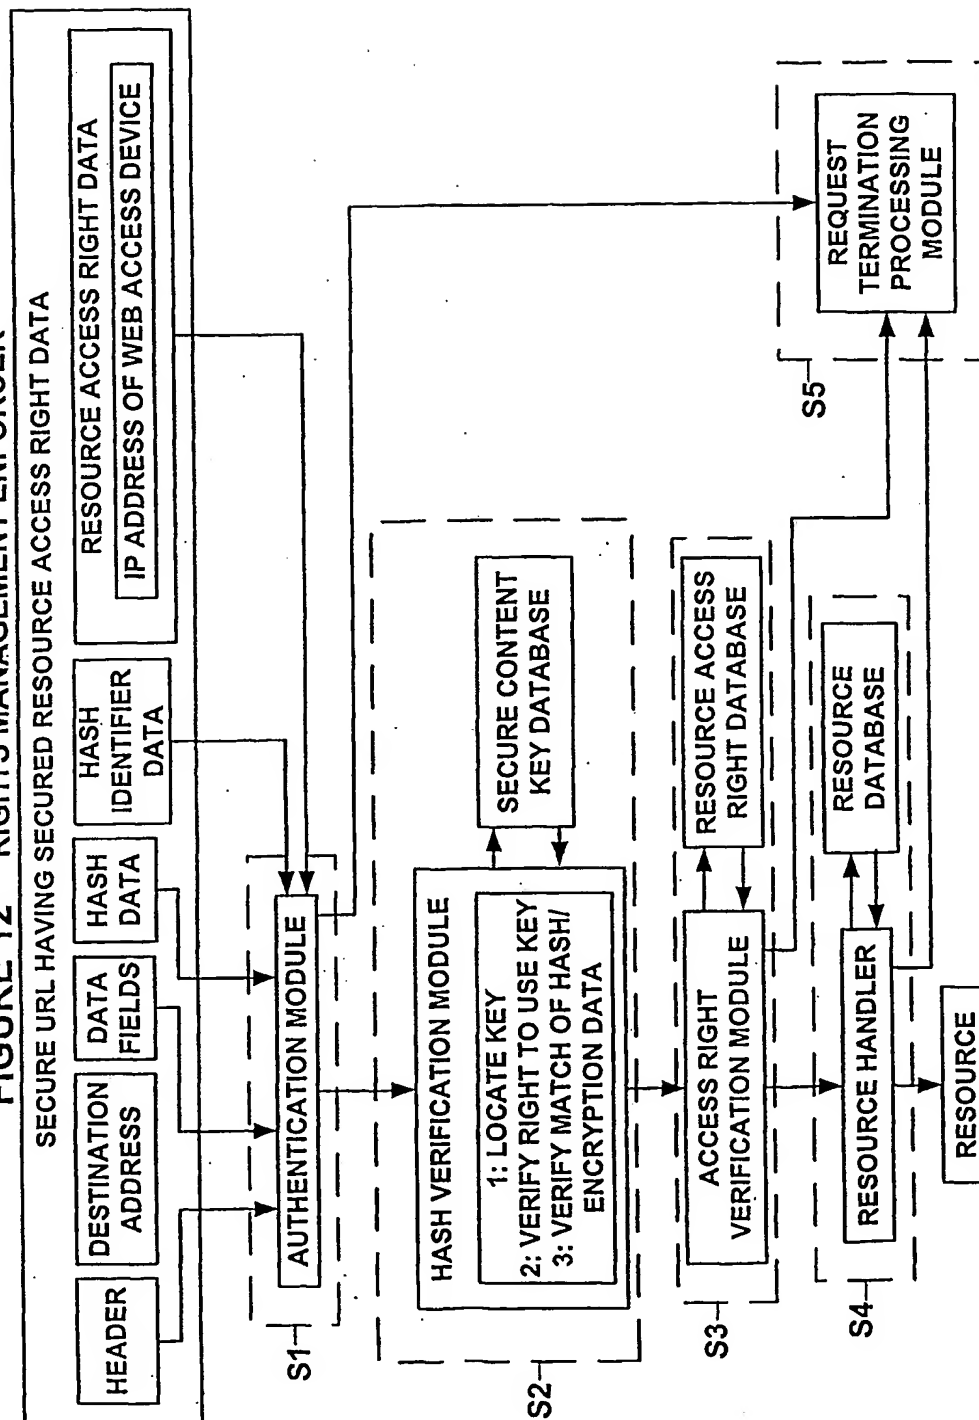 FIGURE 12 RIGHTS MANAGEMENT ENFORCER
SECURE URL HAVING SECURED RESOURCE ACCESS RIGHT DATA
HEADER
DESTINATION
ADDRESS
DATA
FIELDS
HASH
DATA
HASH
IDENTIFIER
DATA
RESOURCE ACCESS RIGHT DATA
IP ADDRESS OF WEB ACCESS DEVICE
S1
AUTHENTICATION MODULE
S2
HASH VERIFICATION MODULE
1: LOCATE KEY
2: VERIFY RIGHT TO USE KEY
3: VERIFY MATCH OF HASH/
ENCRYPTION DATA
SECURE CONTENT
KEY DATABASE
S3
ACCESS RIGHT
VERIFICATION MODULE
RESOURCE ACCESS
RIGHT DATABASE
S4
RESOURCE HANDLER
RESOURCE
DATABASE
S5
REQUEST
TERMINATION
PROCESSING
MODULE
RESOURCE